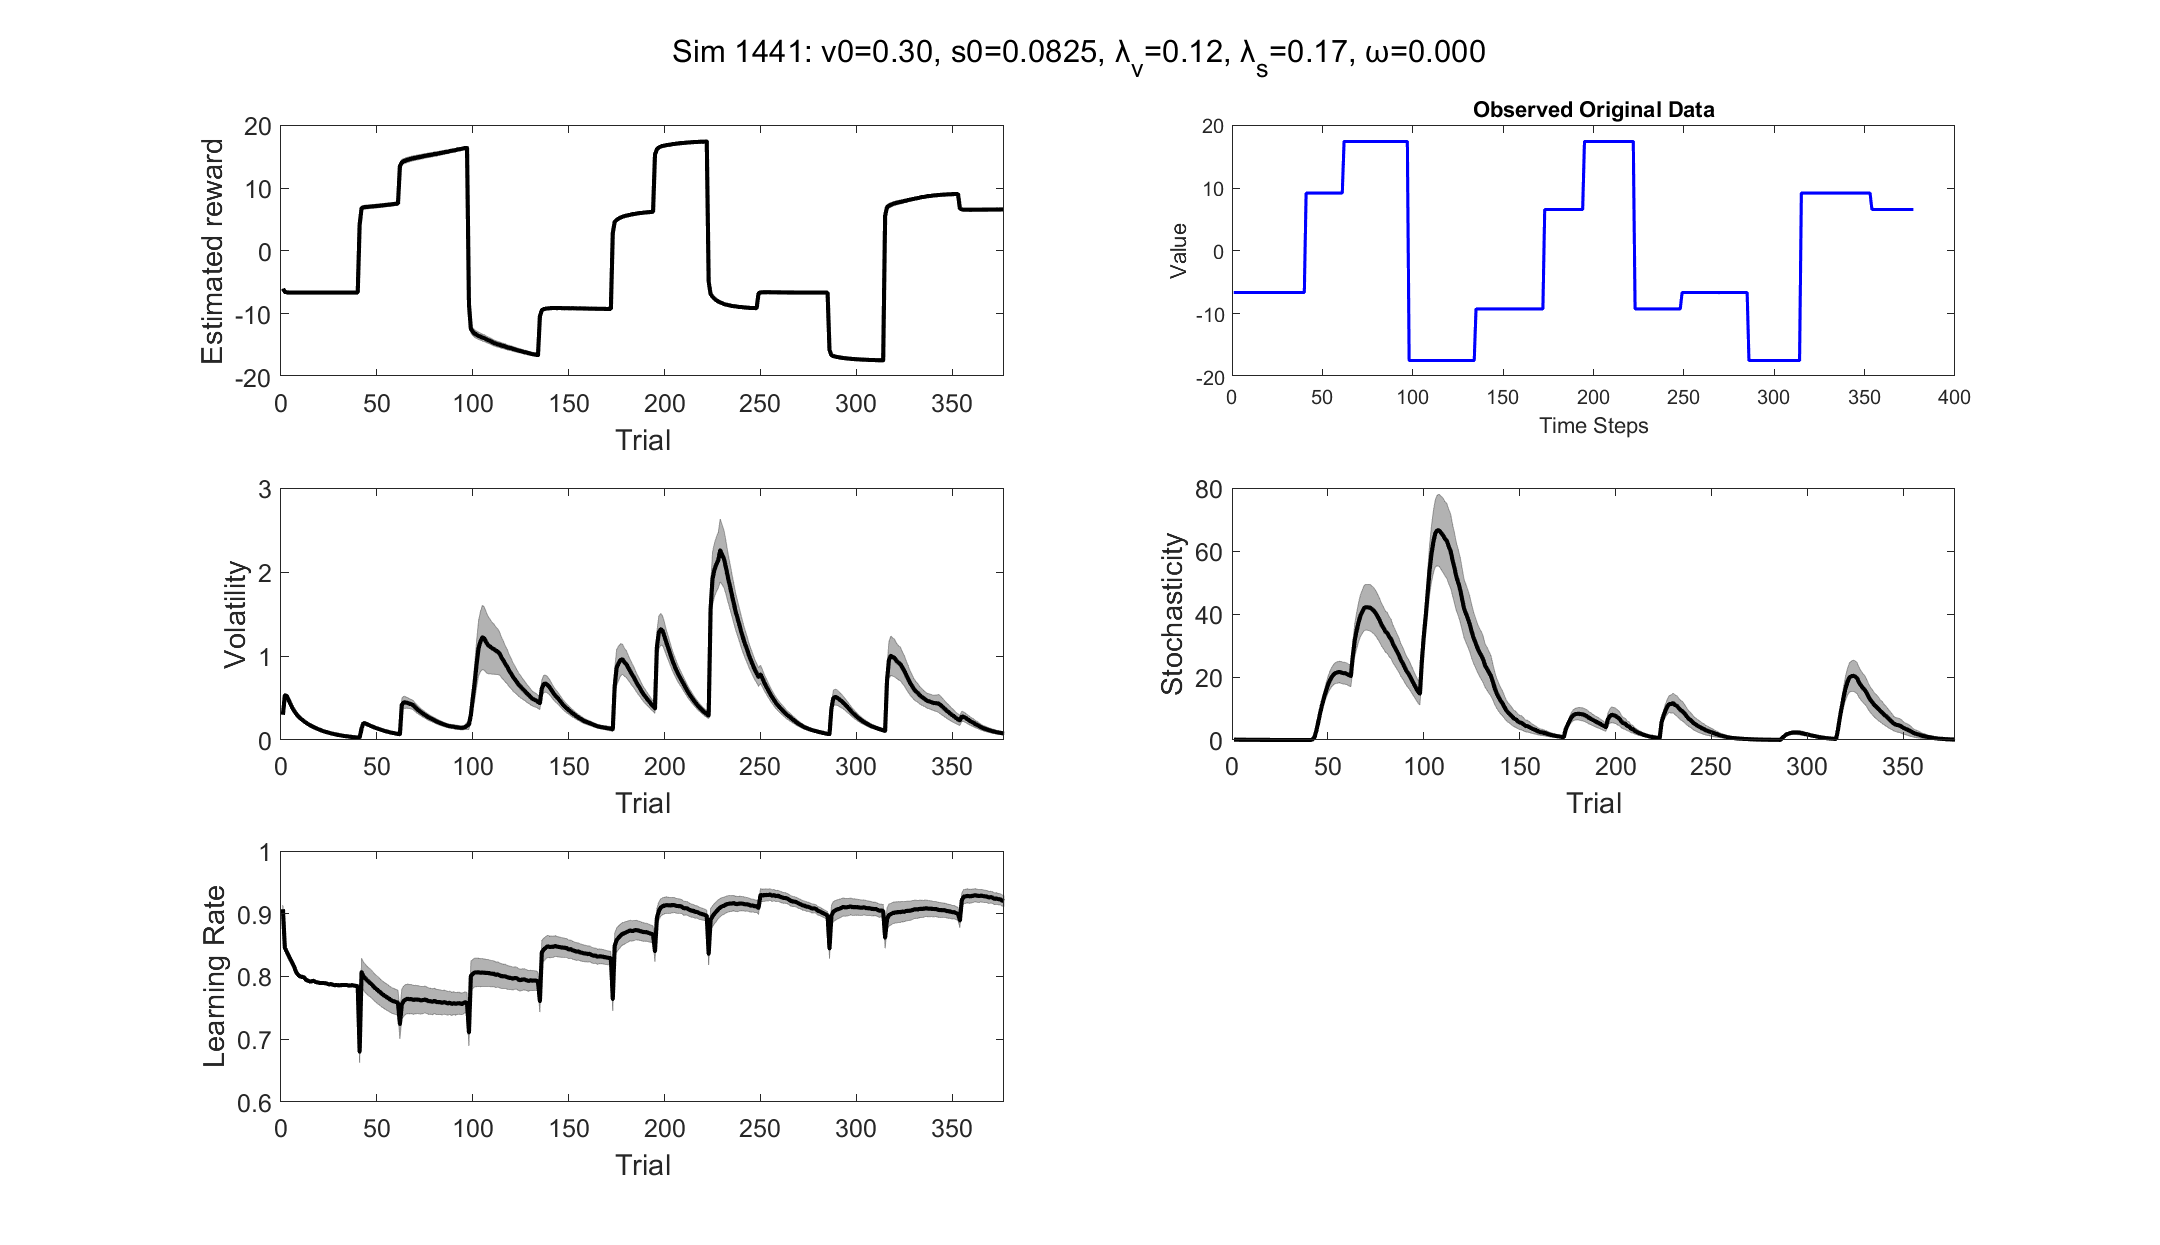 Sim 1441: v0=0.30, s0=0.0825, λ_v=0.12, λ_s=0.17, ω=0.000
Estimated reward
20
10
0
-10
-20
0 50 100 150 200 250 300 350
Trial
Observed Original Data
Value
20
10
0
-10
-20
0 50 100 150 200 250 300 350 400
Time Steps
Volatility
3
2
1
0
0 50 100 150 200 250 300 350
Trial
Stochasticity
80
60
40
20
0
0 50 100 150 200 250 300 350
Trial
Learning Rate
1
0.9
0.8
0.7
0.6
0 50 100 150 200 250 300 350
Trial